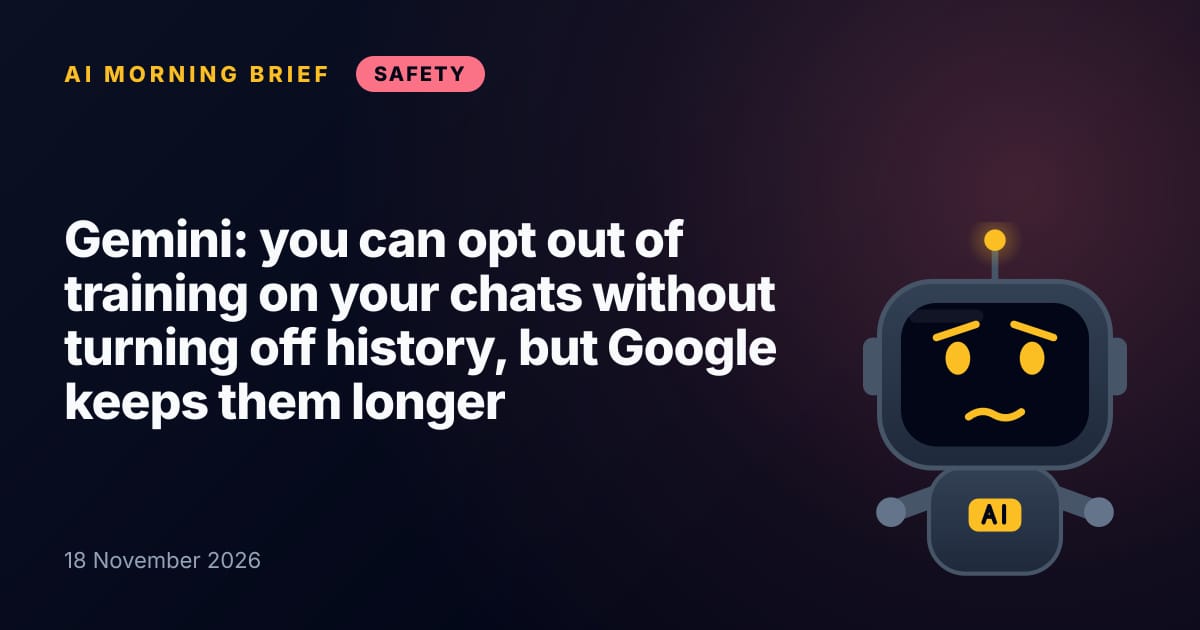 AI MORNING BRIEF
SAFETY
Gemini: you can opt out of
training on your chats without
turning off history, but Google
keeps them longer
AI
18 November 2026